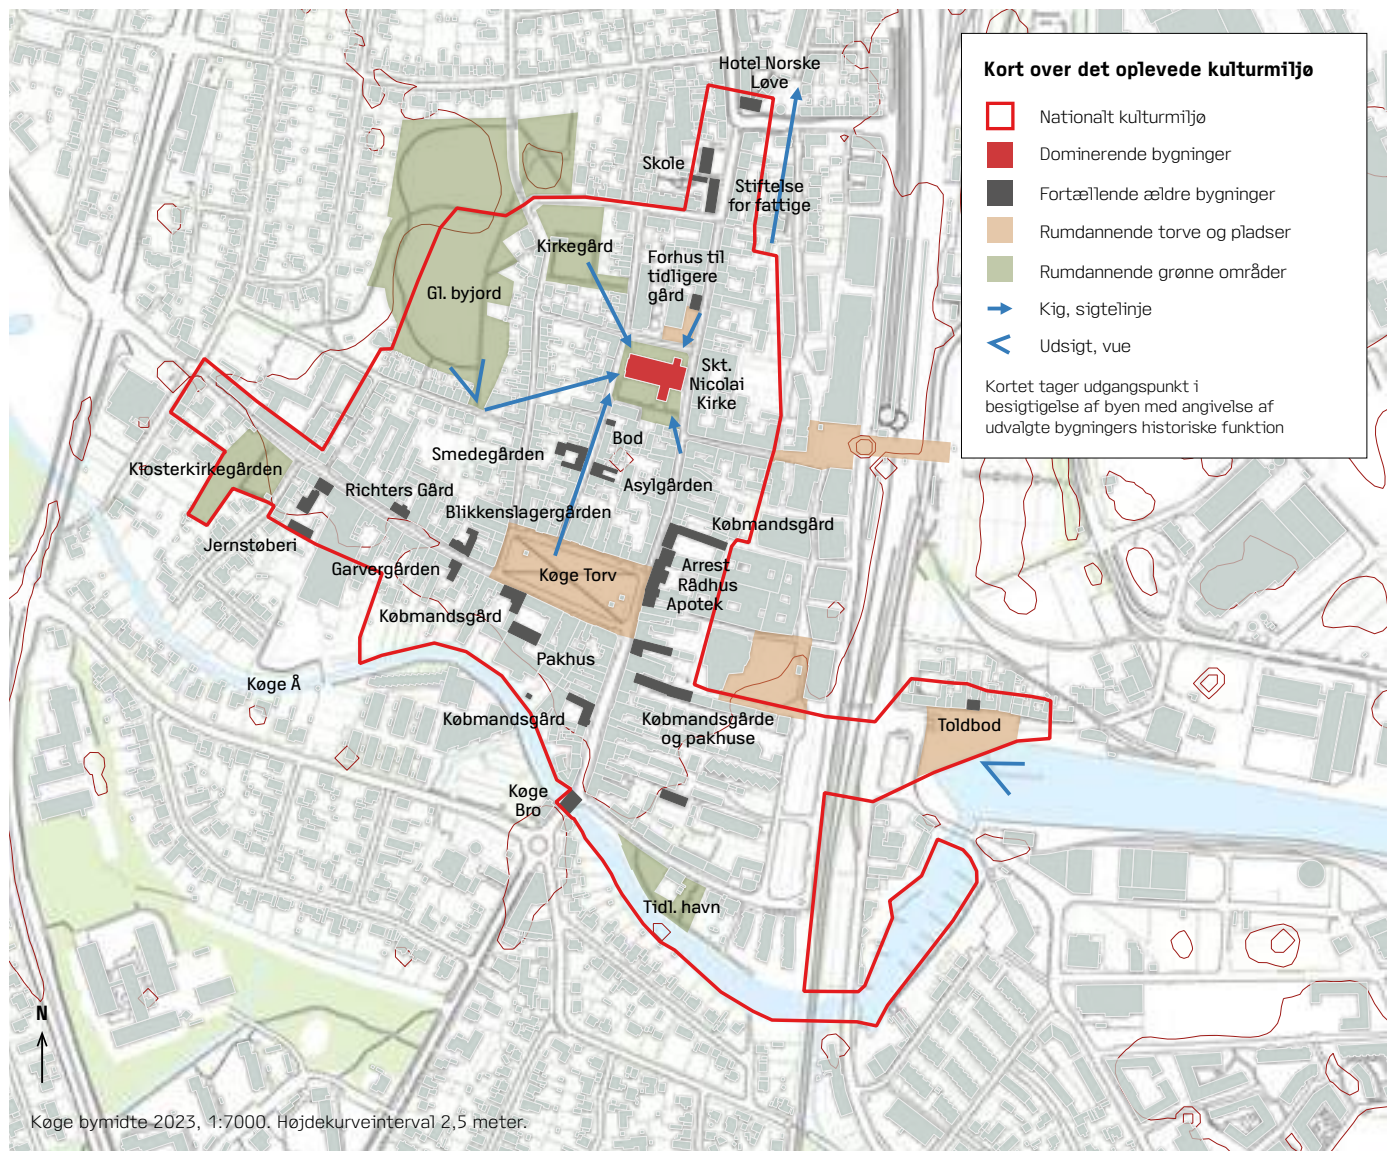 Hotel Norske
Løve
Skole
Stiftelse
for fattige
Kirkegård
Forhus til
tidligere
gård
Gl. byjord
Skt.
Nicolai
Kirke
Bod
Smedegården
Asylgården
Klosterkirkegården
Richters Gård
Blikkenslagergården
Købmandsgård
Jernstøberi
Garvergården
Køge Torv
Arrest
Rådhus
Apotek
Købmandsgård
Pakhus
Køge Å
Købmandsgård
Købmandsgårde
og pakhuse
Toldbod
Køge
Bro
Tidl. havn
N
Køge bymidte 2023, 1:7000. Højdekurveinterval 2,5 meter.
Kort over det oplevede kulturmiljø
Nationalt kulturmiljø
Dominerende bygninger
Fortællende ældre bygninger
Rumdannende torve og pladser
Rumdannende grønne områder
Kig, sigtelinje
Udsigt, vue
Kortet tager udgangspunkt i
besigtigelse af byen med angivelse af
udvalgte bygningers historiske funktion